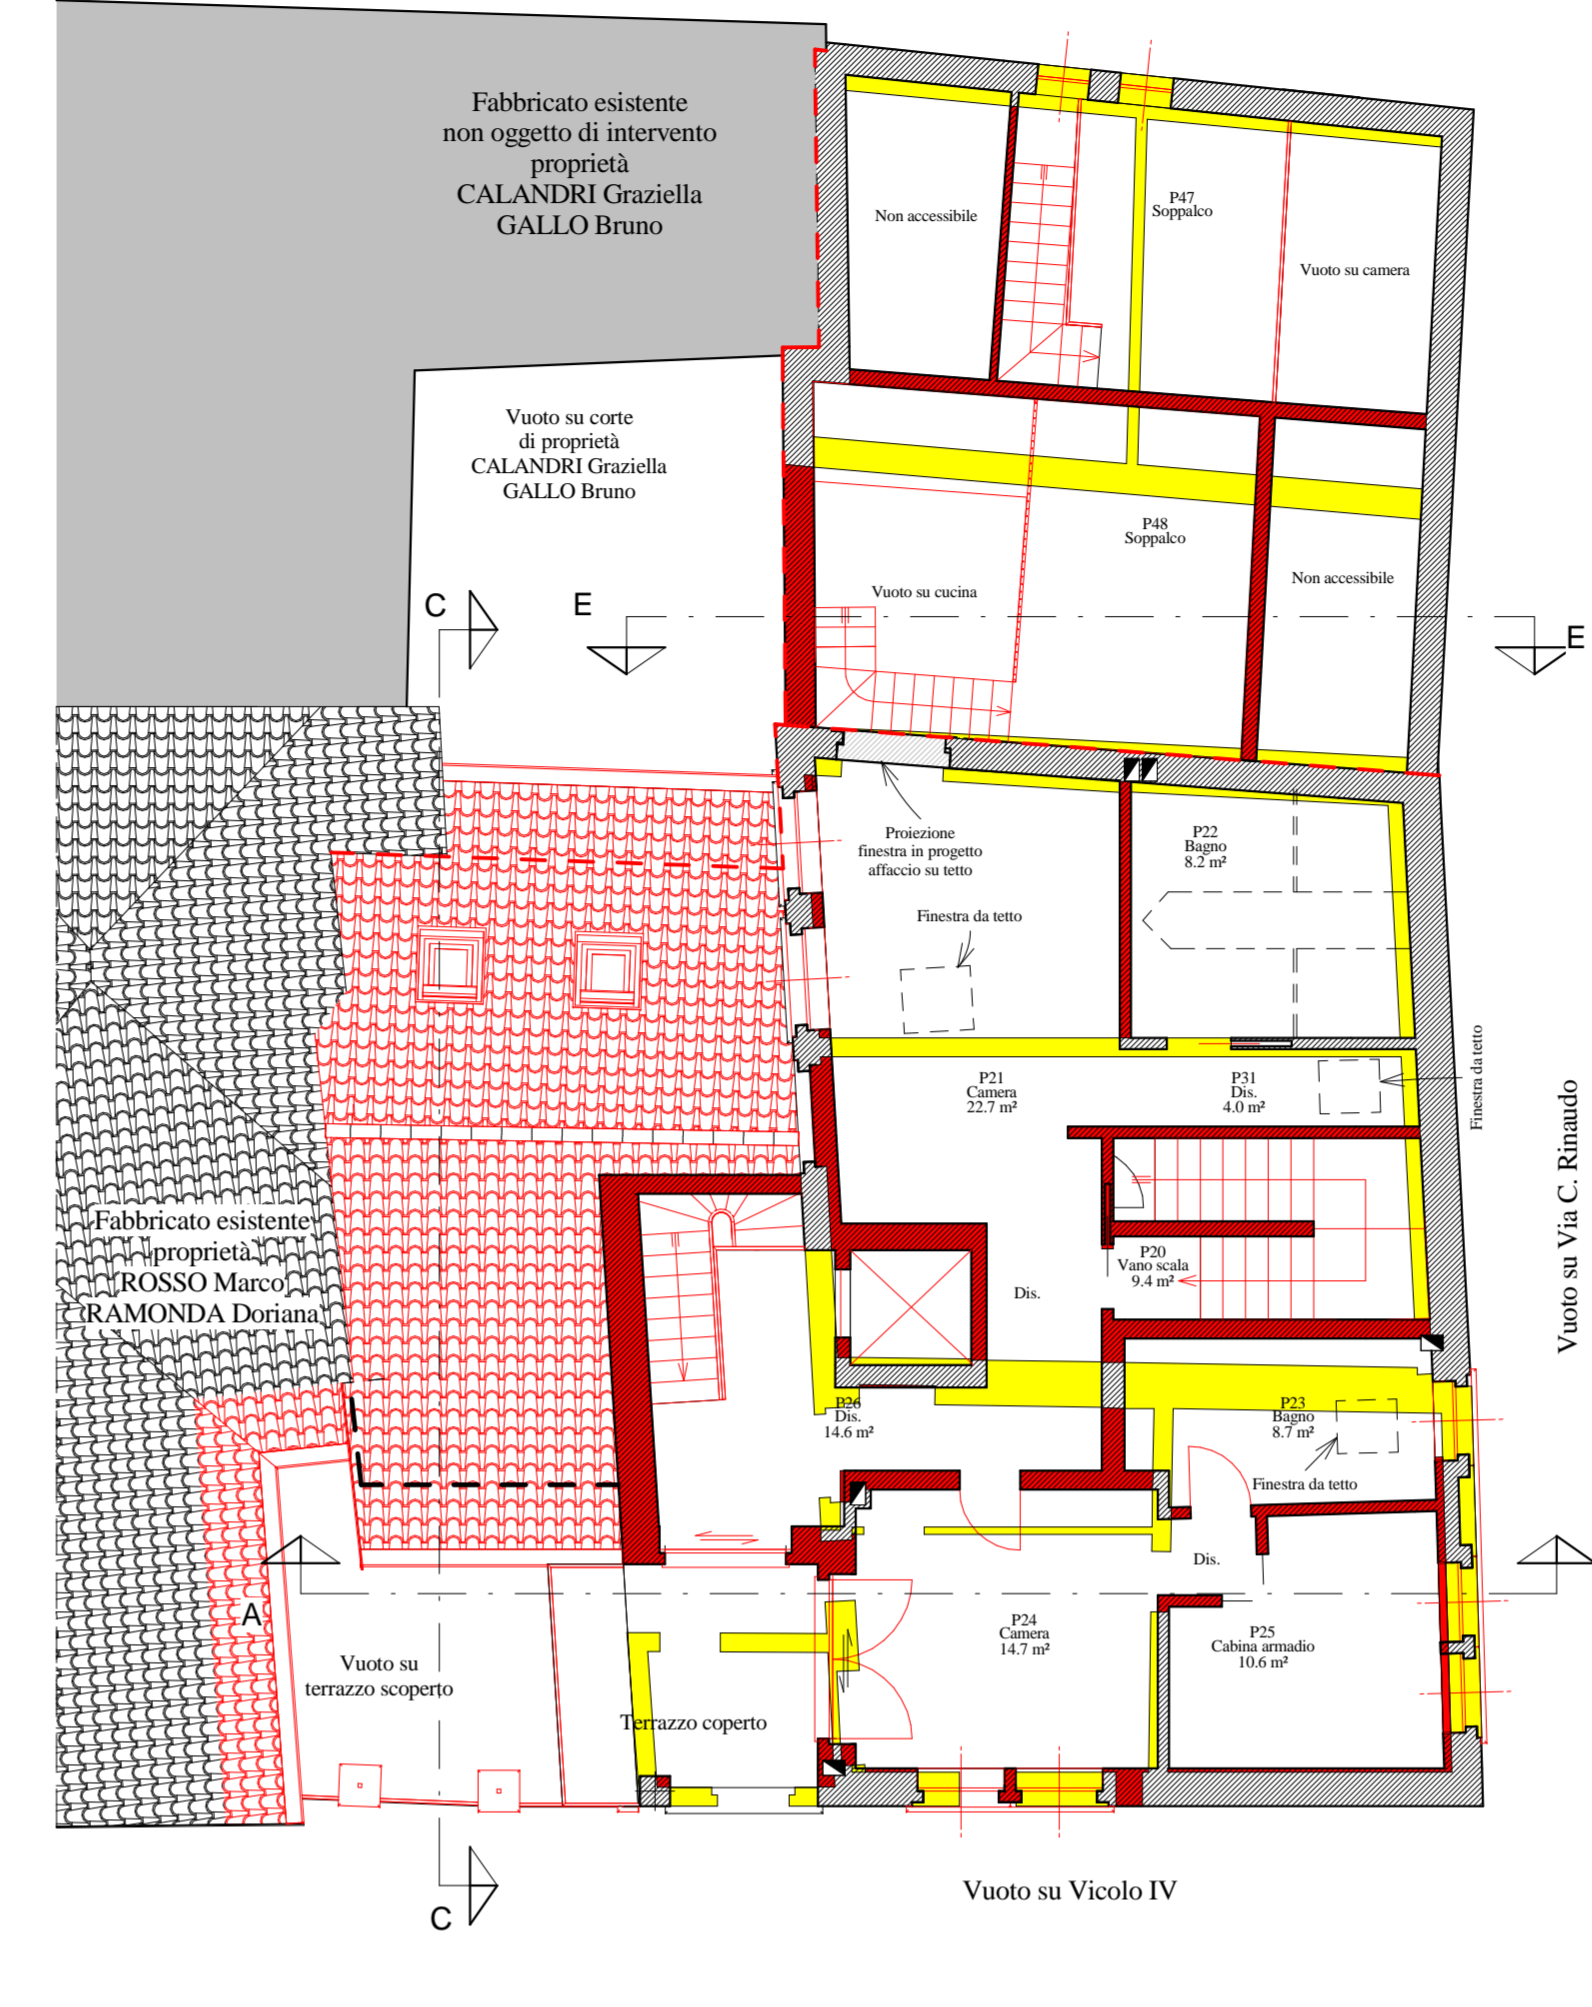 Fabbricato esistente
non oggetto di intervento
proprietà
CALANDRI Graziella
GALLO Bruno
Non accessibile
P47
Soppalco
Vuoto su camera
Vuoto su corte
di proprietà
CALANDRI Graziella
GALLO Bruno
P48
Soppalco
Non accessibile
Vuoto su cucina
C
E
E
Proiezione
finestra in progetto
affaccio su tetto
P22
Bagno
8.2 m²
Finestra da tetto
P21
Camera
22.7 m²
P31
Dis.
4.0 m²
Finestra da tetto
Vuoto su Via C. Rinaudo
Fabbricato esistente
proprietà
ROSSO Marco
RAMONDA Doriana
P20
Vano scala
9.4 m²
Dis.
P26
Dis.
14.6 m²
P23
Bagno
8.7 m²
Finestra da tetto
Dis.
A
P24
Camera
14.7 m²
P25
Cabina armadio
10.6 m²
Vuoto su
terrazzo scoperto
Terrazzo coperto
Vuoto su Vicolo IV
C